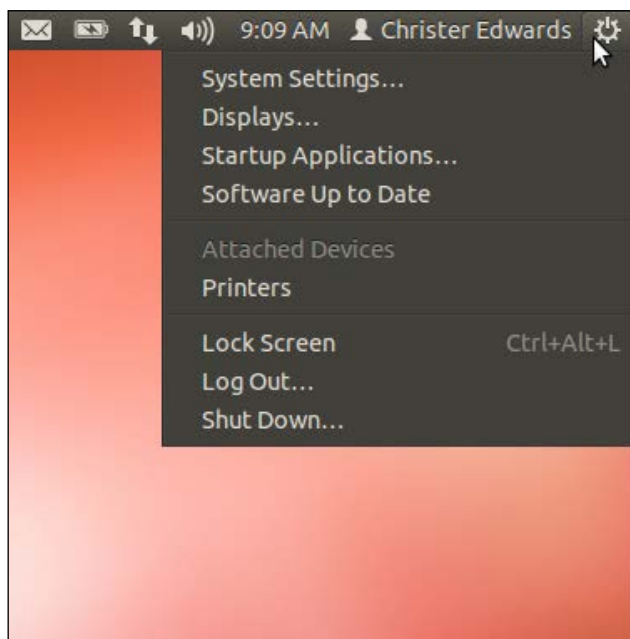 9:09 AM Christer Edwards
System Settings…
Displays…
Startup Applications…
Software Up to Date
Attached Devices
Printers
Lock Screen Ctrl+Alt+L
Log Out…
Shut Down…